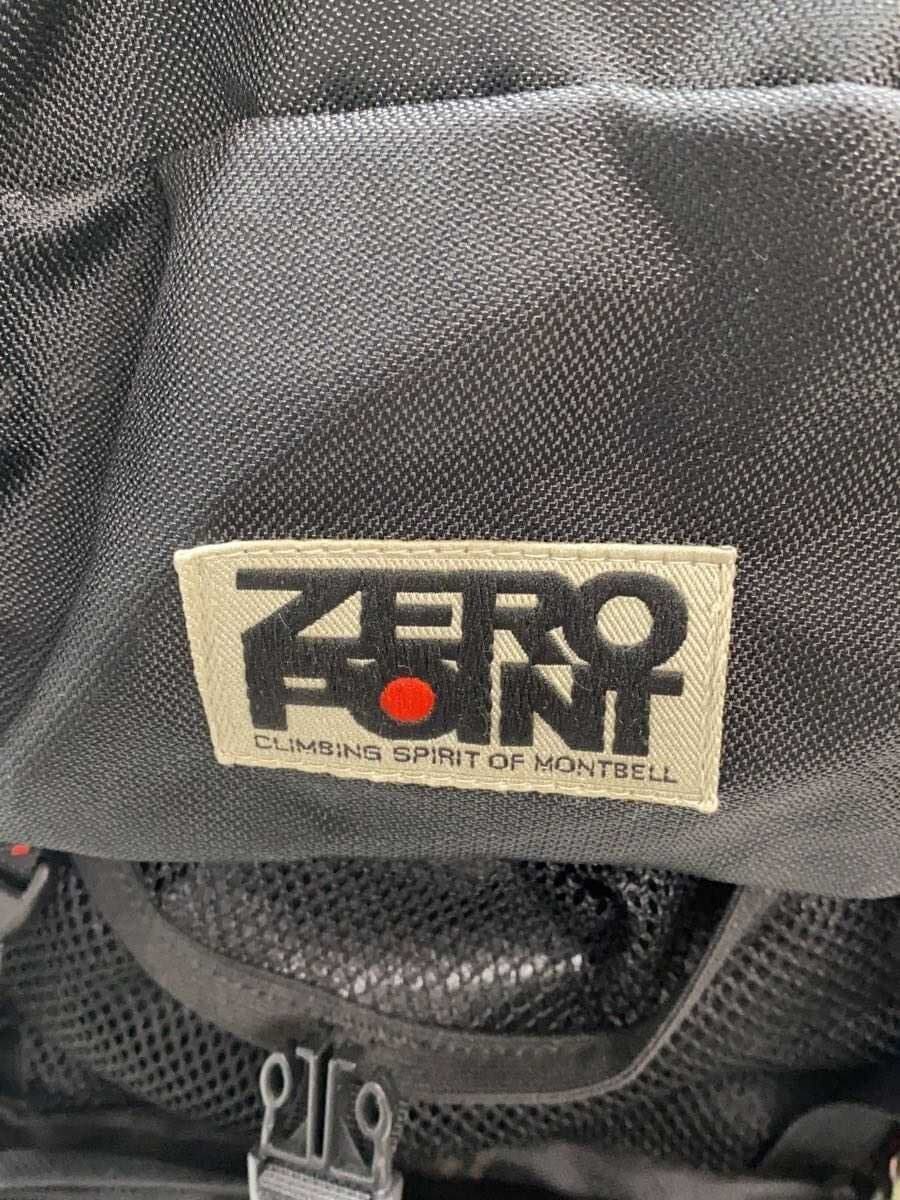 ZERO
POINT
CLIMBING SPIRIT OF MONTBELL